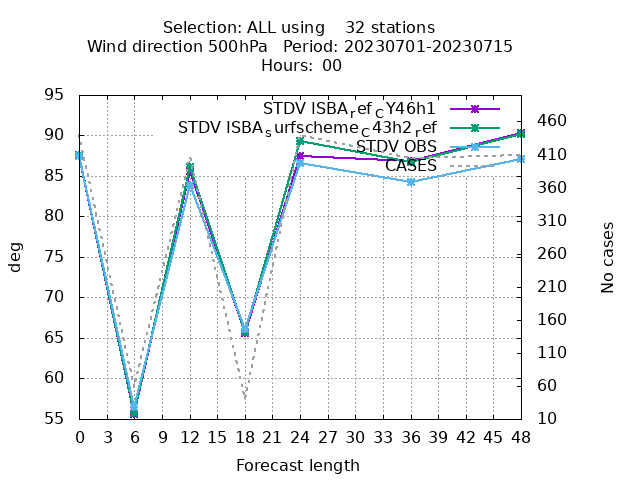 Selection: ALL using 32 stations
Wind direction 500hPa Period: 20230701-20230715
Hours: 00
STDV ISBA_ref_CY46h1
STDV ISBA_surfscheme_C43h2_ref
STDV OBS
CASES
95
90
85
80
75
70
65
60
55
deg
460
410
360
310
260
210
160
110
60
10
No cases
0 3 6 9 12 15 18 21 24 27 30 33 36 39 42 45 48
Forecast length